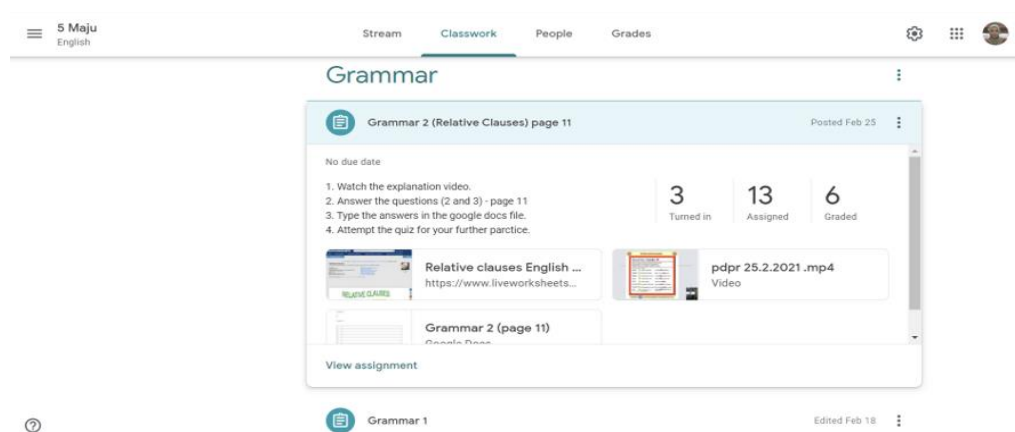 5 Maju
English
Stream Classwork People Grades
Grammar
Grammar 2 (Relative Clauses) page 11 Posted Feb 25
No due date
1. Watch the explanation video.
2. Answer the questions (2 and 3) - page 11
3. Type the answers in the google docs file.
4. Attempt the quiz for your further parctice.
3 13 6
Turned in Assigned Graded
RELATIVE CLAUSES
Relative clauses English ...
https://www.liveworksheets...
pdpr 25.2.2021 .mp4
Video
Grammar 2 (page 11)
Google Docs
View assignment
Grammar 1 Edited Feb 18